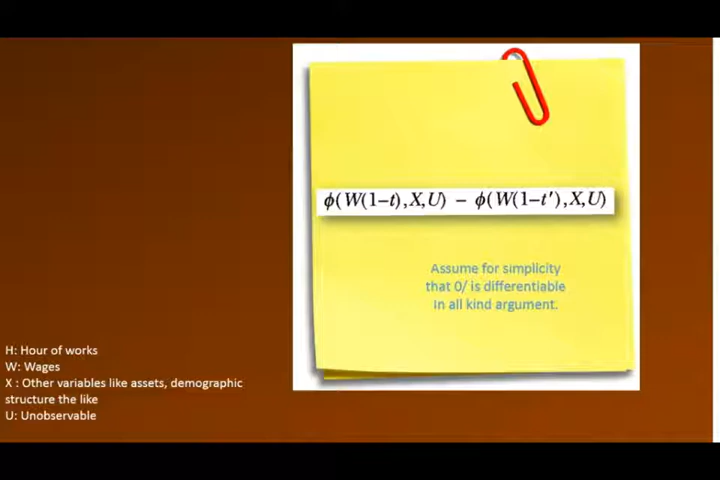 ϕ(W(1−t),X,U) − ϕ(W(1−t′),X,U)
Assume for simplicity
that 0/ is differentiable
In all kind argument.
H: Hour of works
W: Wages
X : Other variables like assets, demographic
structure the like
U: Unobservable